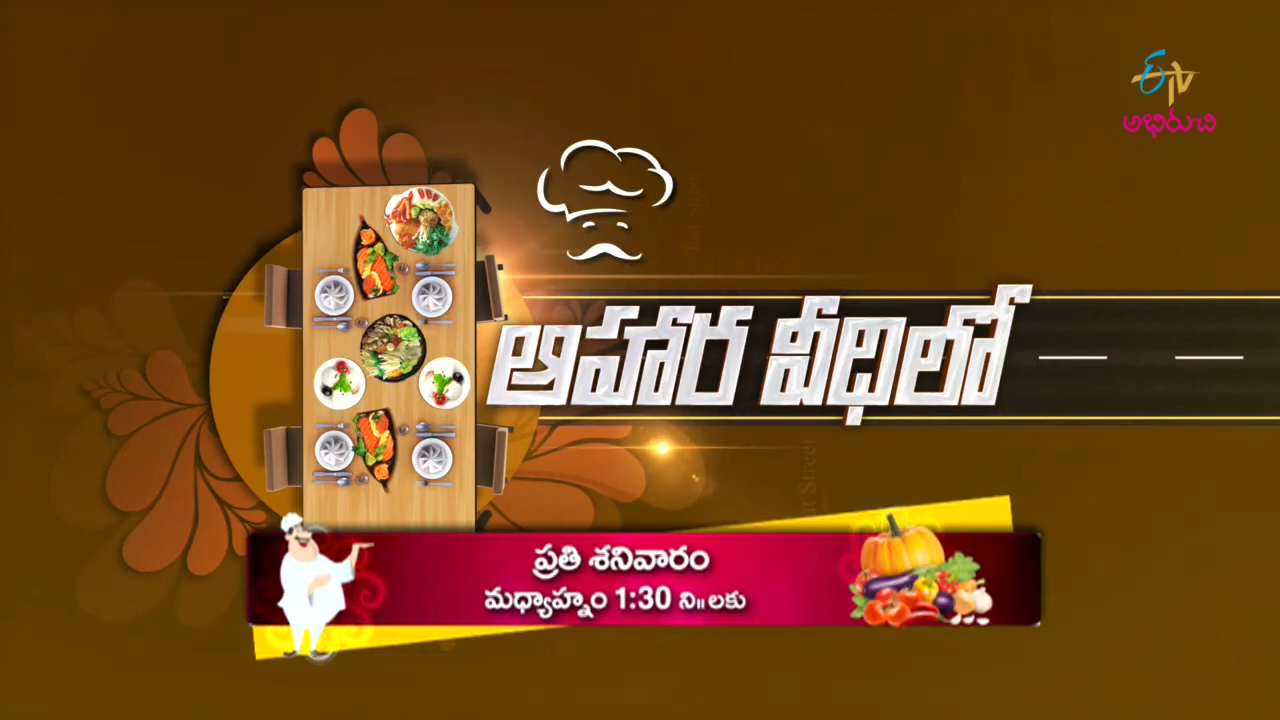 ETV
అభిరుచి
ఆహార వీధిలో
ప్రతి శనివారం
మధ్యాహ్నం 1:30 ని॥లకు